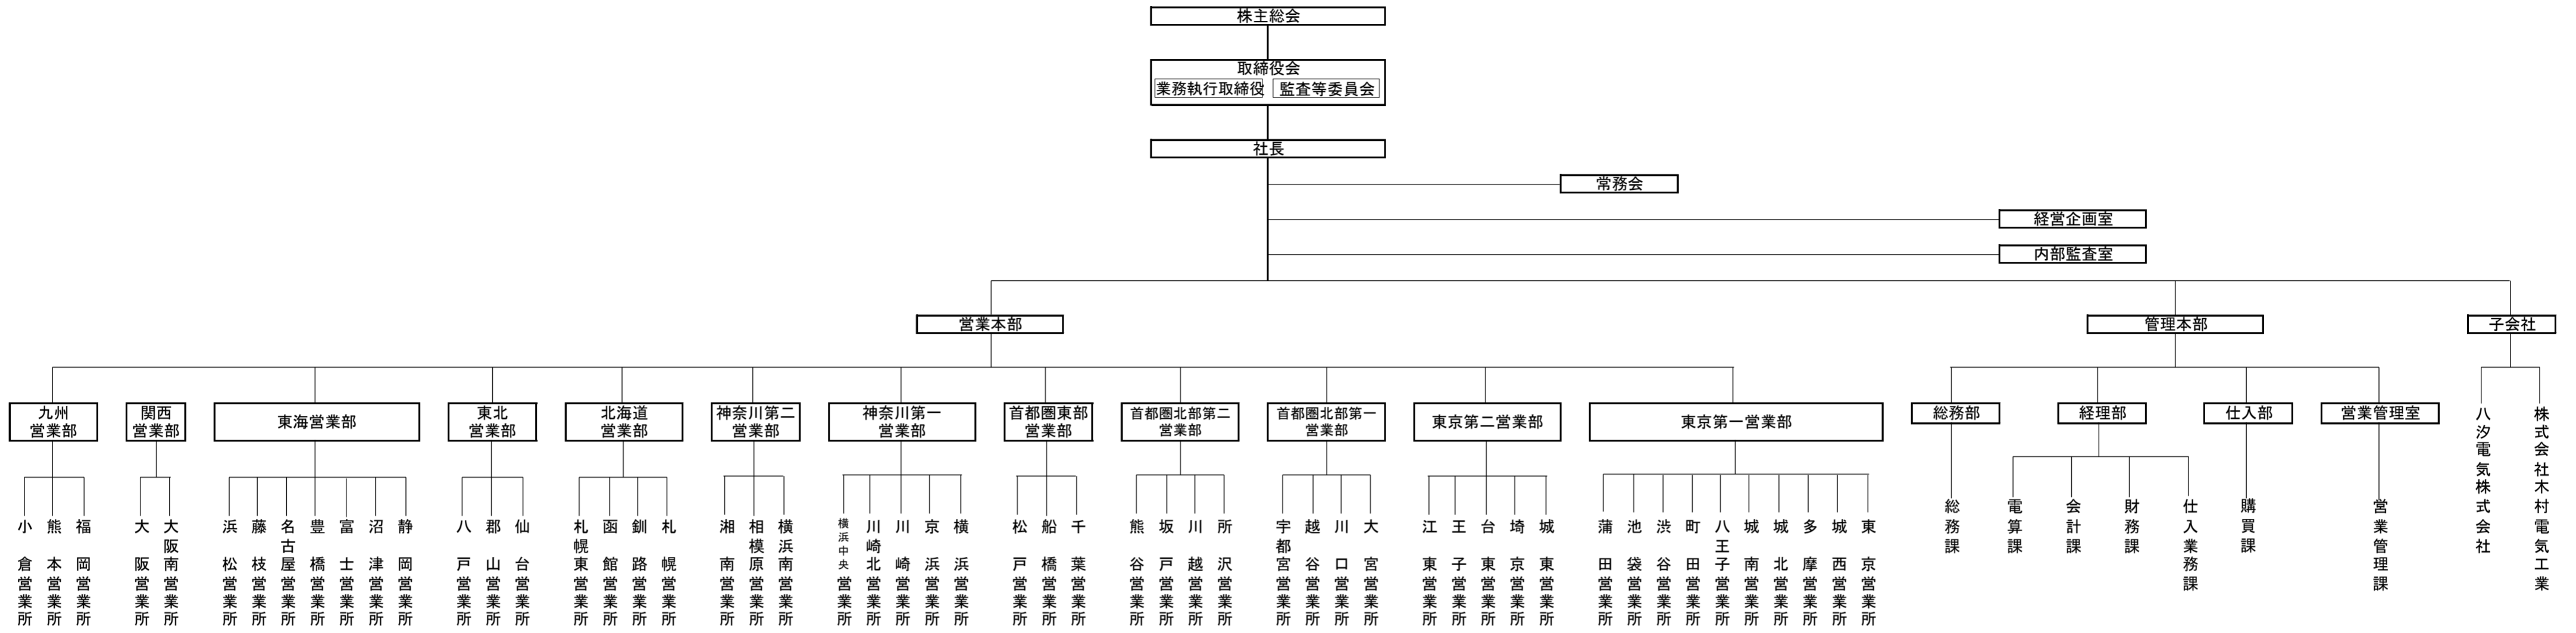 株主総会
取締役会
業務執行取締役
監査等委員会
社長
常務会
経営企画室
内部監査室
営業本部
管理本部
子会社
九州
営業部
関西
営業部
東海営業部
東北
営業部
北海道
営業部
神奈川第二
営業部
神奈川第一
営業部
首都圏東部
営業部
首都圏北部第二
営業部
首都圏北部第一
営業部
東京第二営業部
東京第一営業部
総務部
経理部
仕入部
営業管理室
小倉営業所
熊本営業所
福岡営業所
大阪営業所
大阪南営業所
浜松営業所
藤枝営業所
名古屋営業所
豊橋営業所
富士営業所
沼津営業所
静岡営業所
八戸営業所
郡山営業所
仙台営業所
札幌東営業所
函館営業所
釧路営業所
札幌営業所
湘南営業所
相模原営業所
横浜南営業所
横浜中央営業所
川崎北営業所
川崎営業所
京浜営業所
横浜営業所
松戸営業所
船橋営業所
千葉営業所
熊谷営業所
坂戸営業所
川越営業所
所沢営業所
宇都宮営業所
越谷営業所
川口営業所
大宮営業所
江東営業所
王子営業所
台東営業所
埼京営業所
城東営業所
蒲田営業所
池袋営業所
渋谷営業所
町田営業所
八王子営業所
城南営業所
城北営業所
多摩営業所
城西営業所
東京営業所
総務課
電算課
会計課
財務課
仕入業務課
購買課
営業管理課
八汐電気株式会社
株式会社木村電気工業